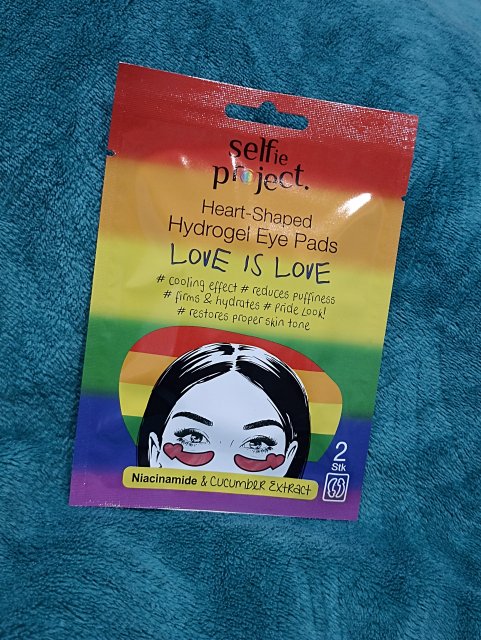 selfie
project.
Heart-Shaped
Hydrogel Eye Pads
LOVE IS LOVE
# cooling effect # reduces puffiness
# firms & hydrates # pride look!
# restores proper skin tone
Niacinamide & Cucumber Extract
2
Stk